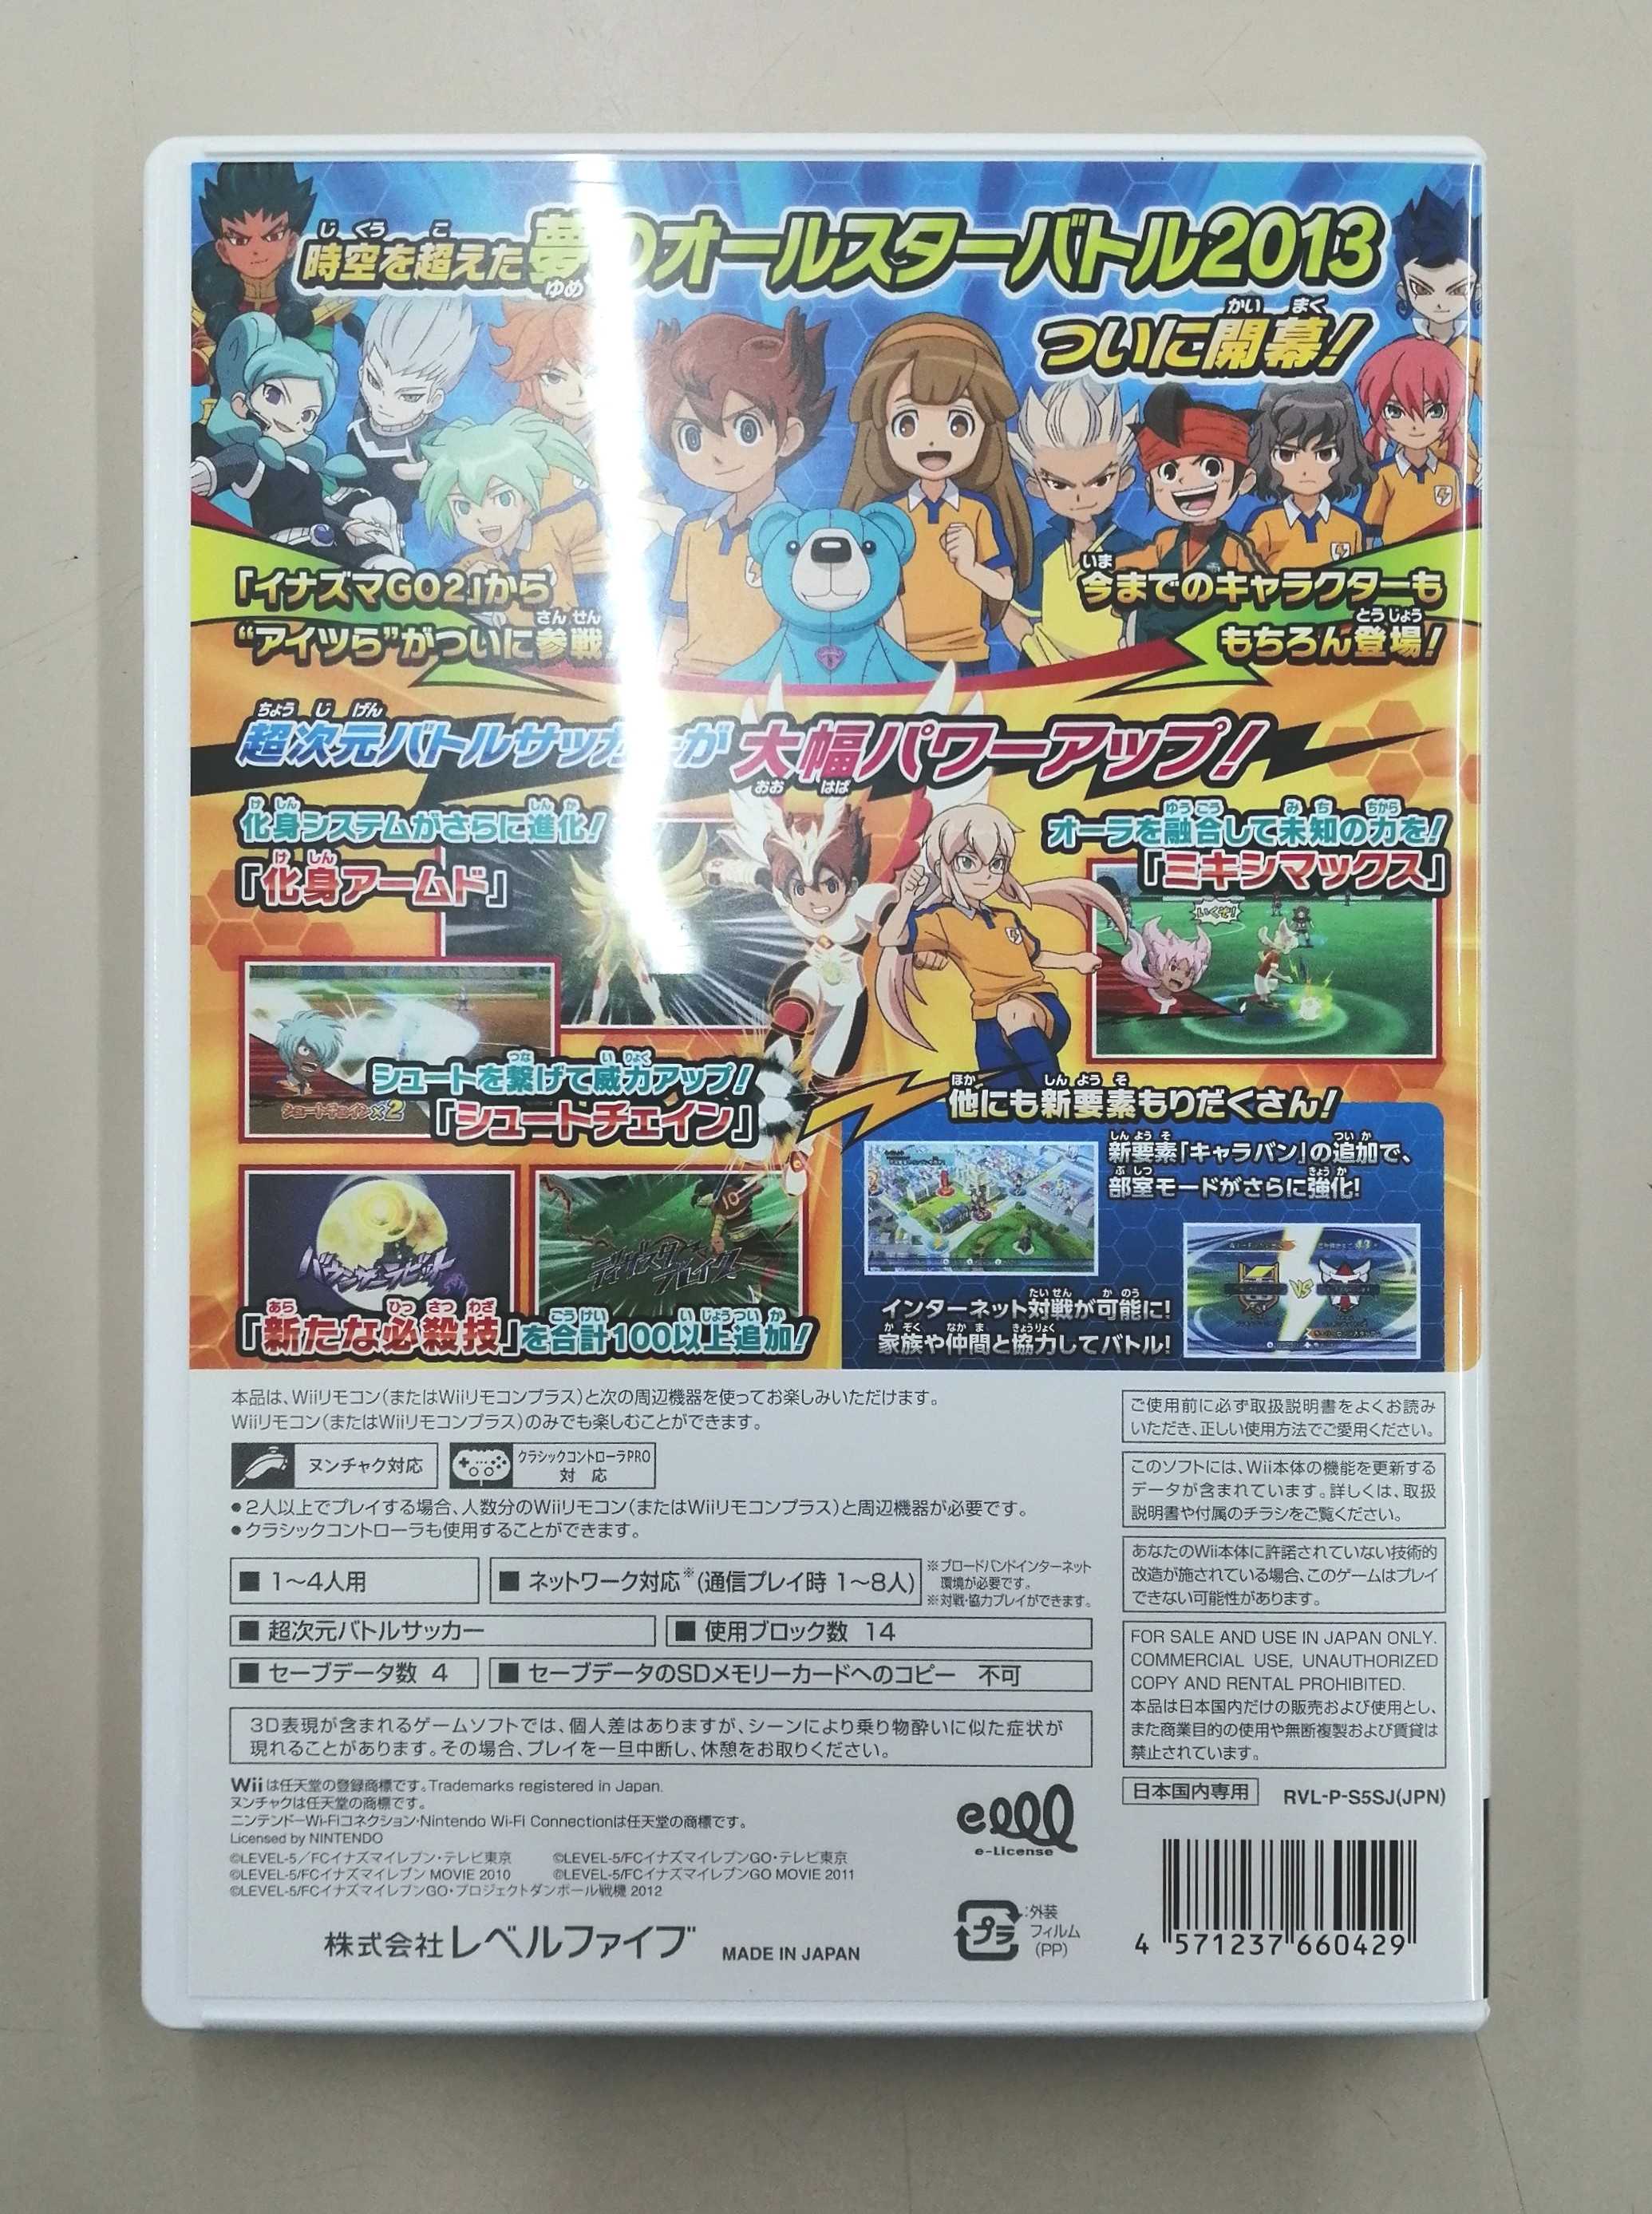 時空を超えた夢のオールスターバトル2013
ついに開幕!
「イナズマGO2」から
“アイツら”がついに参戦!
今までのキャラクターも
もちろん登場!
超次元バトルサッカーが大幅パワーアップ!
化身システムがさらに進化!
「化身アームド」
オーラを融合して未知の力を!
「ミキシマックス」
いくぞ!
シュートを繋げて威力アップ!
シュートチェイン×2
「シュートチェイン」
他にも新要素もりだくさん!
新要素「キャラバン」の追加で、
部室モードがさらに強化!
バウンサーラビット
ディザスターブレイク
VS
「新たな必殺技」を合計100以上追加!
インターネット対戦が可能に!
家族や仲間と協力してバトル!
本品は、Wiiリモコン(またはWiiリモコンプラス)と次の周辺機器を使ってお楽しみいただけます。
Wiiリモコン(またはWiiリモコンプラス)のみでも楽しむことができます。
ヌンチャク対応
クラシックコントローラPRO
対 応
●2人以上でプレイする場合、人数分のWiiリモコン(またはWiiリモコンプラス)と周辺機器が必要です。
●クラシックコントローラも使用することができます。
■ 1〜4人用
■ ネットワーク対応※(通信プレイ時 1〜8人)
※ブロードバンドインターネット
環境が必要です。
※対戦・協力プレイができます。
■ 超次元バトルサッカー
■ 使用ブロック数 14
■ セーブデータ数 4
■ セーブデータのSDメモリーカードへのコピー 不可
3D表現が含まれるゲームソフトでは、個人差はありますが、シーンにより乗り物酔いに似た症状が
現れることがあります。その場合、プレイを一旦中断し、休憩をお取りください。
Wiiは任天堂の登録商標です。Trademarks registered in Japan.
ヌンチャクは任天堂の商標です。
ニンテンドーWi-Fiコネクション・Nintendo Wi-Fi Connectionは任天堂の商標です。
Licensed by NINTENDO
©LEVEL-5/FCイナズマイレブン・テレビ東京 ©LEVEL-5/FCイナズマイレブンGO・テレビ東京
©LEVEL-5/FCイナズマイレブン MOVIE 2010 ©LEVEL-5/FCイナズマイレブンGO MOVIE 2011
©LEVEL-5/FCイナズマイレブンGO・プロジェクトダンボール戦機 2012
株式会社レベルファイブ MADE IN JAPAN
elll
e-License
プラ
:外装
フィルム
(PP)
ご使用前に必ず取扱説明書をよくお読み
いただき、正しい使用方法でご愛用ください。
このソフトには、Wii本体の機能を更新する
データが含まれています。詳しくは、取扱
説明書や付属のチラシをご覧ください。
あなたのWii本体に許諾されていない技術的
改造が施されている場合、このゲームはプレイ
できない可能性があります。
FOR SALE AND USE IN JAPAN ONLY.
COMMERCIAL USE, UNAUTHORIZED
COPY AND RENTAL PROHIBITED.
本品は日本国内だけの販売および使用とし、
また商業目的の使用や無断複製および賃貸は
禁止されています。
日本国内専用
RVL-P-S5SJ(JPN)
4 571237 660429